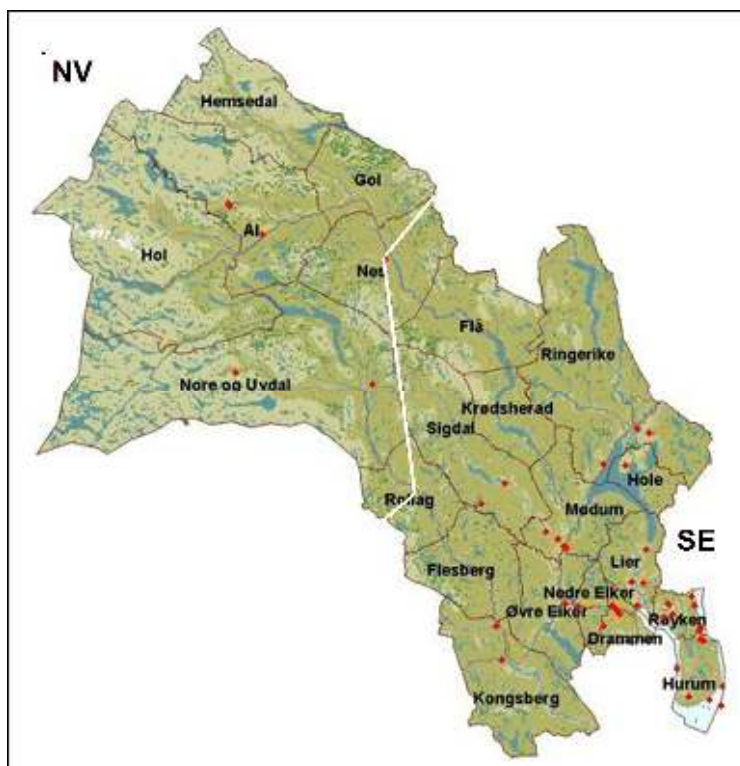 NV
Hemsedal
Gol
Al
Hol
Nes
Flå
Ringerike
Nore og Uvdal
Krødsherad
Sigdal
Hole
Rollag
Modum
SE
Lier
Flesberg
Nedre Eiker
Øvre Eiker
Røyken
Drammen
Hurum
Kongsberg